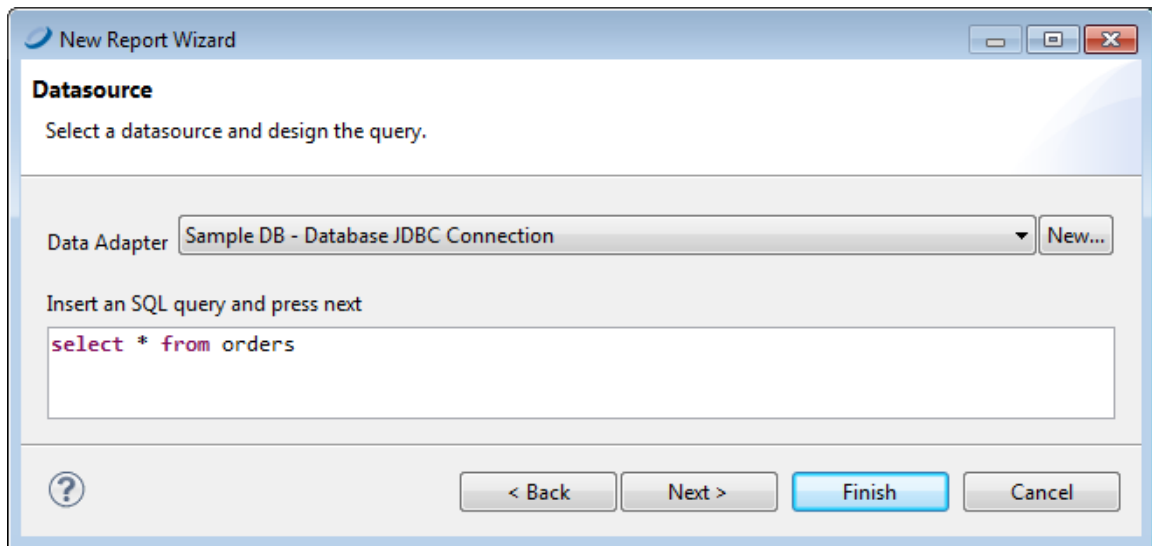 New Report Wizard
Datasource
Select a datasource and design the query.
Data Adapter Sample DB - Database JDBC Connection New...
Insert an SQL query and press next
select * from orders
? < Back Next > Finish Cancel